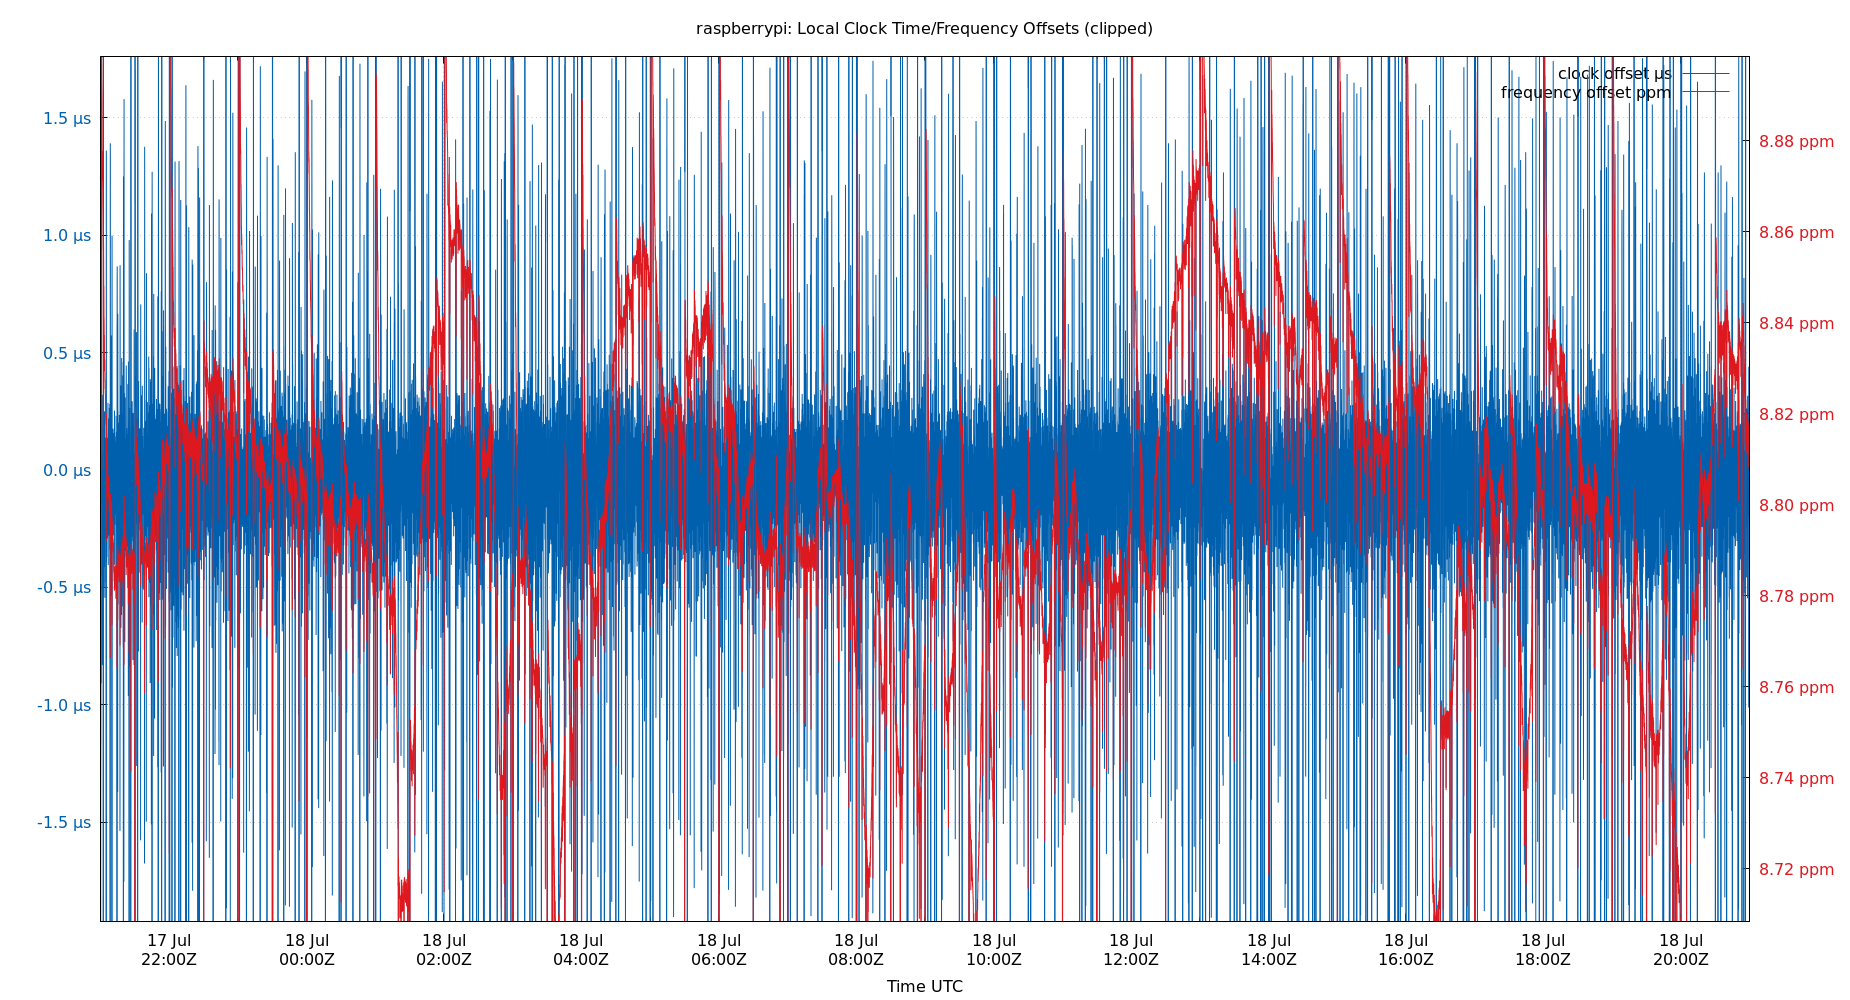 raspberrypi: Local Clock Time/Frequency Offsets (clipped)
clock offset µs
frequency offset ppm
1.5 µs
1.0 µs
0.5 µs
0.0 µs
-0.5 µs
-1.0 µs
-1.5 µs
8.88 ppm
8.86 ppm
8.84 ppm
8.82 ppm
8.80 ppm
8.78 ppm
8.76 ppm
8.74 ppm
8.72 ppm
17 Jul 18 Jul 18 Jul 18 Jul 18 Jul 18 Jul 18 Jul 18 Jul 18 Jul 18 Jul 18 Jul 18 Jul
22:00Z 00:00Z 02:00Z 04:00Z 06:00Z 08:00Z 10:00Z 12:00Z 14:00Z 16:00Z 18:00Z 20:00Z
Time UTC